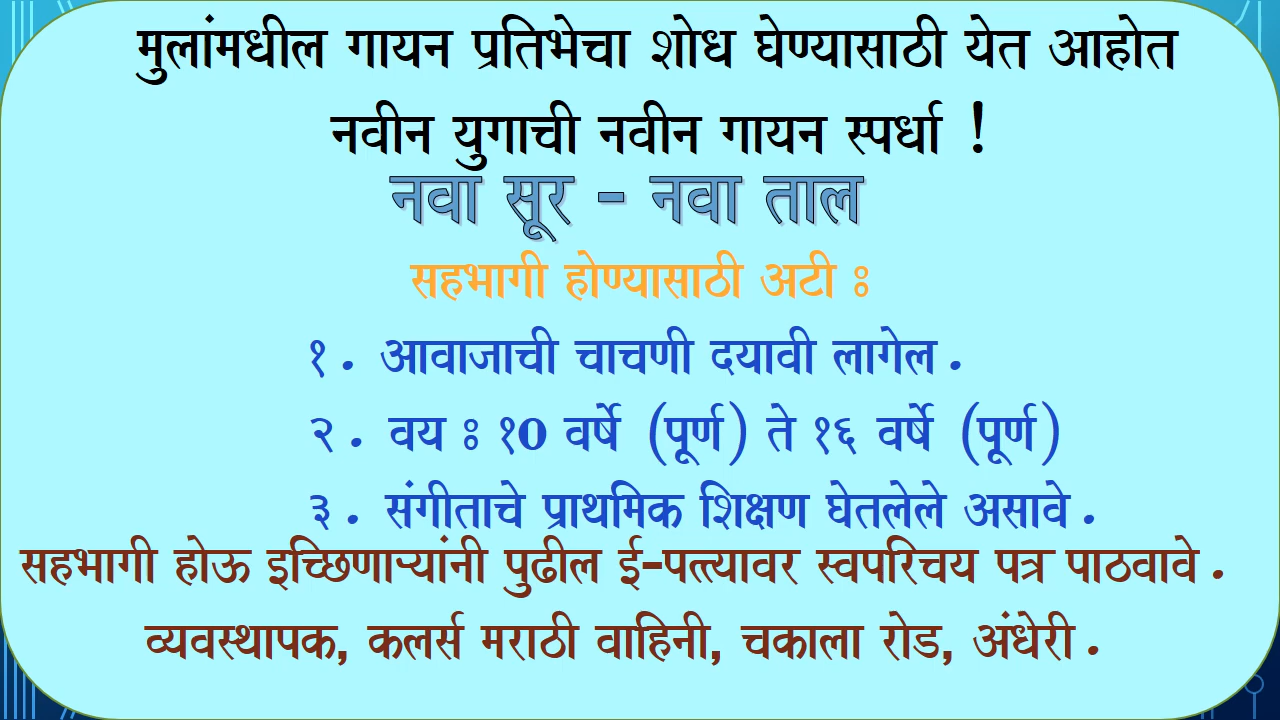 मुलांमधील गायन प्रतिभेचा शोध घेण्यासाठी येत आहोत
नवीन युगाची नवीन गायन स्पर्धा !
नवा सूर - नवा ताल
सहभागी होण्यासाठी अटी :
१. आवाजाची चाचणी दयावी लागेल.
२. वय : १० वर्षे (पूर्ण) ते १६ वर्षे (पूर्ण)
३. संगीताचे प्राथमिक शिक्षण घेतलेले असावे.
सहभागी होऊ इच्छिणाऱ्यांनी पुढील ई-पत्त्यावर स्वपरिचय पत्र पाठवावे.
व्यवस्थापक, कलर्स मराठी वाहिनी, चकाला रोड, अंधेरी.